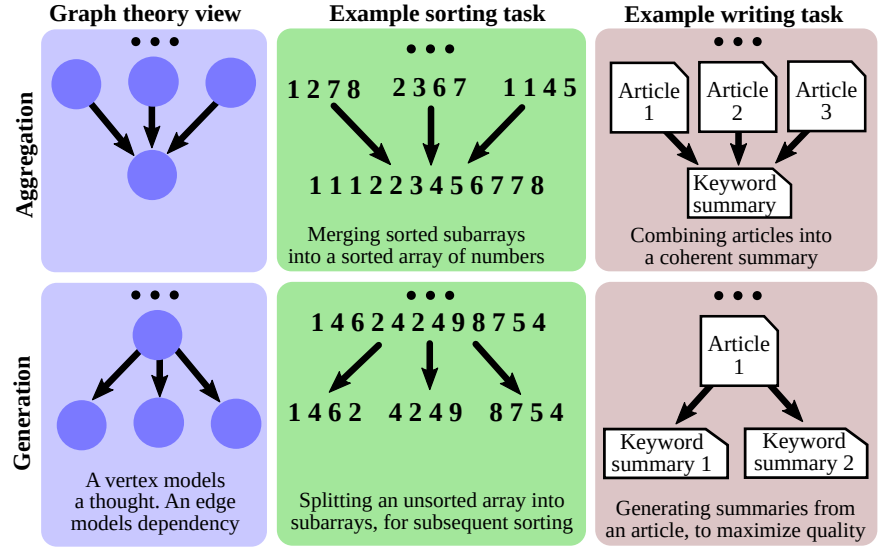 Graph theory view
Example sorting task
Example writing task
Aggregation
1 2 7 8
2 3 6 7
1 1 4 5
1 1 1 2 2 3 4 5 6 7 7 8
Merging sorted subarrays
into a sorted array of numbers
Article
1
Article
2
Article
3
Keyword
summary
Combining articles into
a coherent summary
Generation
A vertex models
a thought. An edge
models dependency
1 4 6 2 4 2 4 9 8 7 5 4
1 4 6 2
4 2 4 9
8 7 5 4
Splitting an unsorted array into
subarrays, for subsequent sorting
Article
1
Keyword
summary 1
Keyword
summary 2
Generating summaries from
an article, to maximize quality